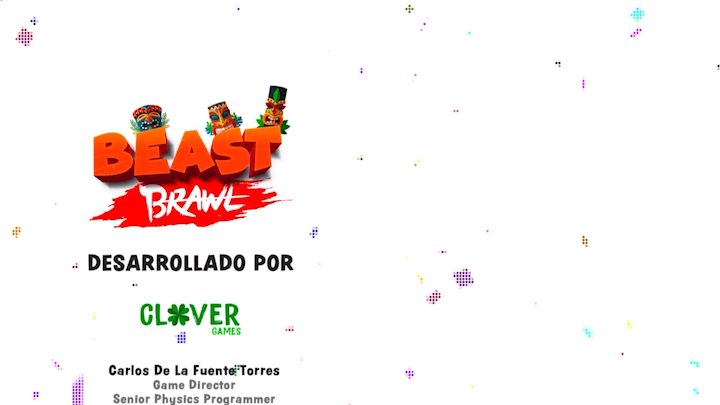 BEAST
BRAWL
DESARROLLADO POR
CLOVER
GAMES
Carlos De La Fuente Torres
Game Director
Senior Physics Programmer